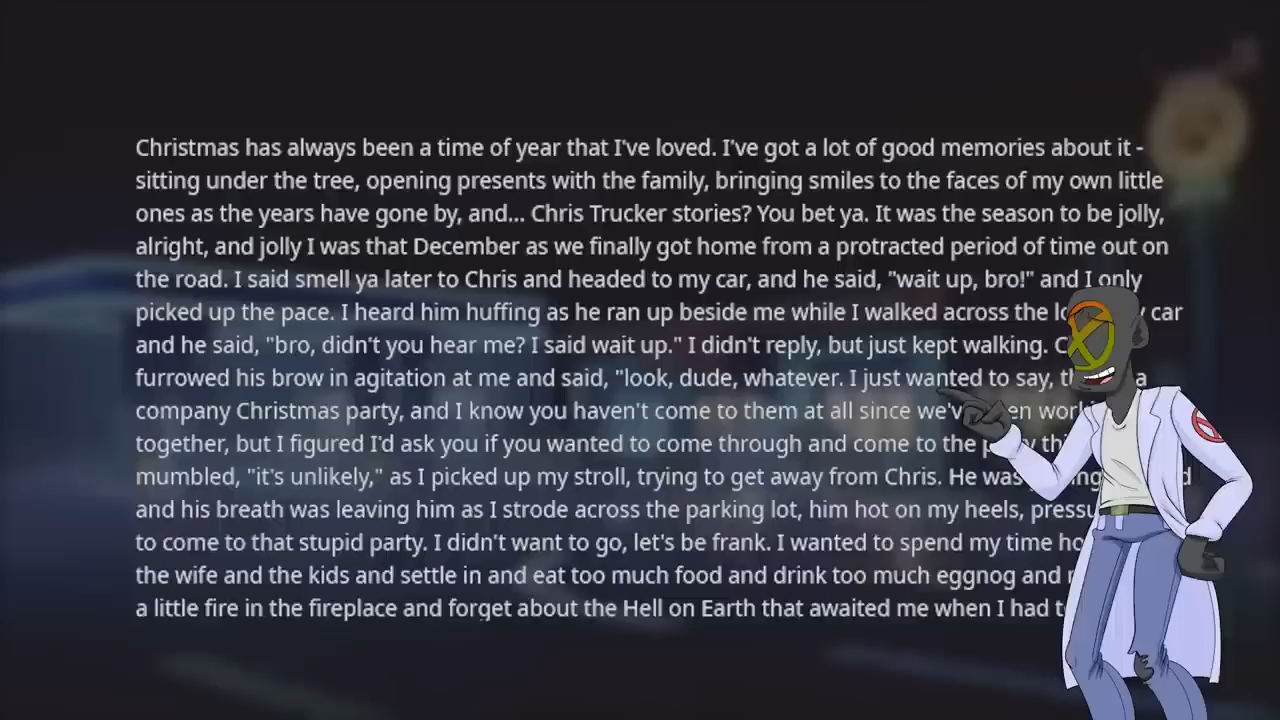 Christmas has always been a time of year that I've loved. I've got a lot of good memories about it -
sitting under the tree, opening presents with the family, bringing smiles to the faces of my own little
ones as the years have gone by, and... Chris Trucker stories? You bet ya. It was the season to be jolly,
alright, and jolly I was that December as we finally got home from a protracted period of time out on
the road. I said smell ya later to Chris and headed to my car, and he said, "wait up, bro!" and I only
picked up the pace. I heard him huffing as he ran up beside me while I walked across the car
and he said, "bro, didn't you hear me? I said wait up." I didn't reply, but just kept walking.
furrowed his brow in agitation at me and said, "look, dude, whatever. I just wanted to say, a
company Christmas party, and I know you haven't come to them at all since
together, but I figured I'd ask you if you wanted to come through and come to the
mumbled, "it's unlikely," as I picked up my stroll, trying to get away from Chris. He was
and his breath was leaving him as I strode across the parking lot, him hot on my heels,
to come to that stupid party. I didn't want to go, let's be frank. I wanted to spend my time
the wife and the kids and settle in and eat too much food and drink too much eggnog and
a little fire in the fireplace and forget about the Hell on Earth that awaited me when I had